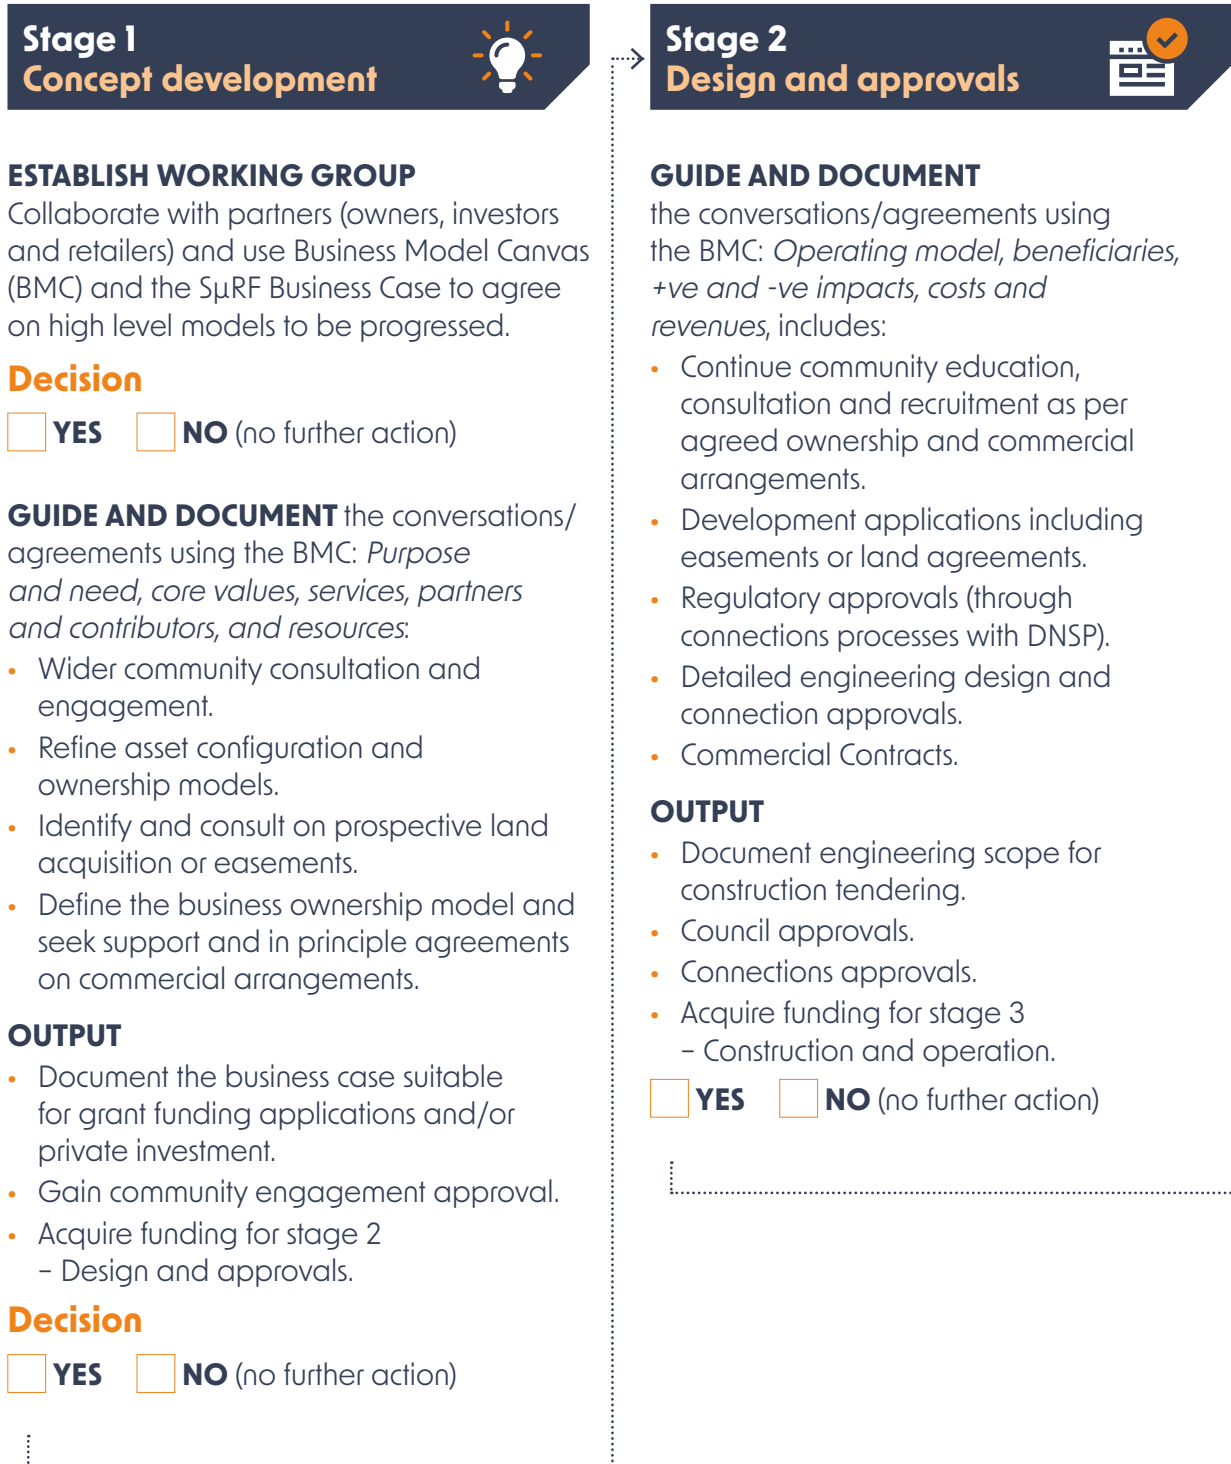 Stage 1
Concept development
ESTABLISH WORKING GROUP
Collaborate with partners (owners, investors
and retailers) and use Business Model Canvas
(BMC) and the SµRF Business Case to agree
on high level models to be progressed.
Decision
YES NO (no further action)
GUIDE AND DOCUMENT the conversations/
agreements using the BMC: Purpose
and need, core values, services, partners
and contributors, and resources:
• Wider community consultation and
engagement.
• Refine asset configuration and
ownership models.
• Identify and consult on prospective land
acquisition or easements.
• Define the business ownership model and
seek support and in principle agreements
on commercial arrangements.
OUTPUT
• Document the business case suitable
for grant funding applications and/or
private investment.
• Gain community engagement approval.
• Acquire funding for stage 2
– Design and approvals.
Decision
YES NO (no further action)
Stage 2
Design and approvals
GUIDE AND DOCUMENT
the conversations/agreements using
the BMC: Operating model, beneficiaries,
+ve and -ve impacts, costs and
revenues, includes:
• Continue community education,
consultation and recruitment as per
agreed ownership and commercial
arrangements.
• Development applications including
easements or land agreements.
• Regulatory approvals (through
connections processes with DNSP).
• Detailed engineering design and
connection approvals.
• Commercial Contracts.
OUTPUT
• Document engineering scope for
construction tendering.
• Council approvals.
• Connections approvals.
• Acquire funding for stage 3
– Construction and operation.
YES NO (no further action)